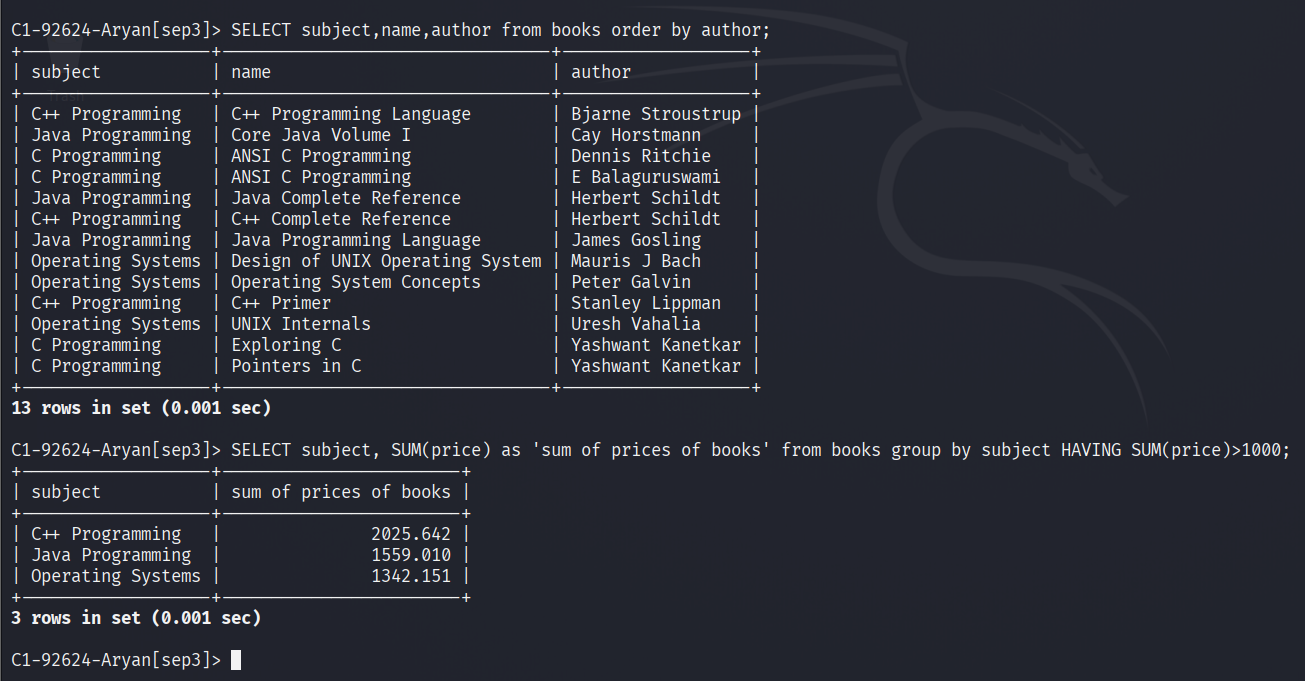 C1-92624-Aryan[sep3]> SELECT subject,name,author from books order by author;
+-------------------+---------------------------------+-------------------+
| subject           | name                            | author            |
+-------------------+---------------------------------+-------------------+
| C++ Programming   | C++ Programming Language        | Bjarne Stroustrup |
| Java Programming  | Core Java Volume I              | Cay Horstmann     |
| C Programming     | ANSI C Programming              | Dennis Ritchie    |
| C Programming     | ANSI C Programming              | E Balaguruswami   |
| Java Programming  | Java Complete Reference         | Herbert Schildt   |
| C++ Programming   | C++ Complete Reference          | Herbert Schildt   |
| Java Programming  | Java Programming Language       | James Gosling     |
| Operating Systems | Design of UNIX Operating System | Mauris J Bach     |
| Operating Systems | Operating System Concepts       | Peter Galvin      |
| C++ Programming   | C++ Primer                      | Stanley Lippman   |
| Operating Systems | UNIX Internals                  | Uresh Vahalia     |
| C Programming     | Exploring C                     | Yashwant Kanetkar |
| C Programming     | Pointers in C                   | Yashwant Kanetkar |
+-------------------+---------------------------------+-------------------+
13 rows in set (0.001 sec)
C1-92624-Aryan[sep3]> SELECT subject, SUM(price) as 'sum of prices of books' from books group by subject HAVING SUM(price)>1000;
+-------------------+------------------------+
| subject           | sum of prices of books |
+-------------------+------------------------+
| C++ Programming   |               2025.642 |
| Java Programming  |               1559.010 |
| Operating Systems |               1342.151 |
+-------------------+------------------------+
3 rows in set (0.001 sec)
C1-92624-Aryan[sep3]>